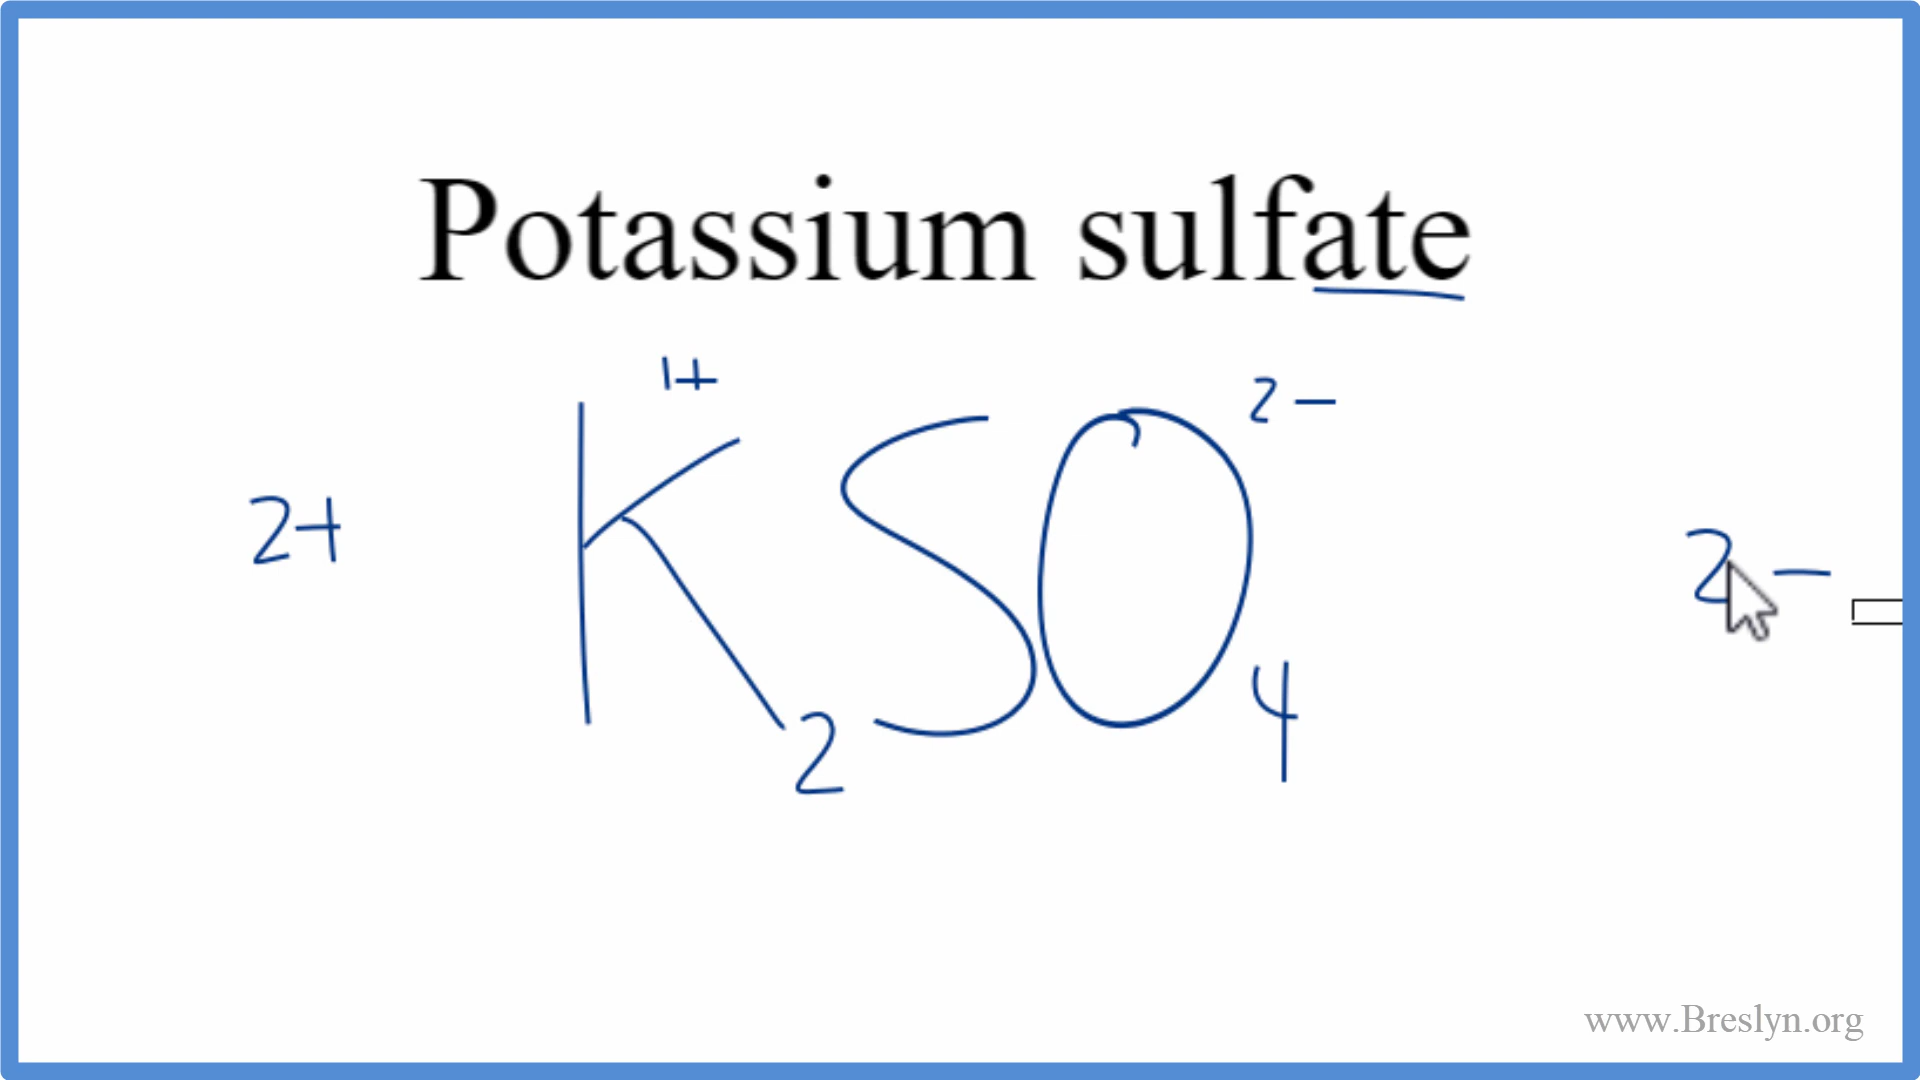 Potassium sulfate
1+ 2-
2+ K2SO4 2-
www.Breslyn.org